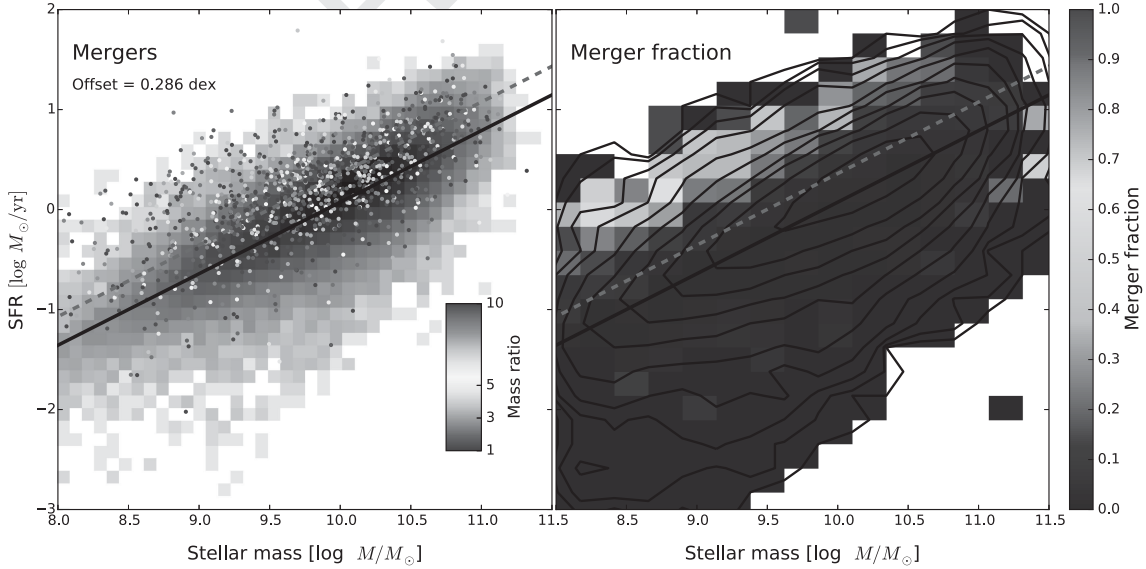 Mergers
Offset = 0.286 dex
SFR [log M⊙/yr]
2
1
0
−1
−2
−3
8.0 8.5 9.0 9.5 10.0 10.5 11.0 11.5
Stellar mass [log M/M⊙]
10
5
3
1
Mass ratio
Merger fraction
8.5 9.0 9.5 10.0 10.5 11.0 11.5
Stellar mass [log M/M⊙]
1.0
0.9
0.8
0.7
0.6
0.5
0.4
0.3
0.2
0.1
0.0
Merger fraction